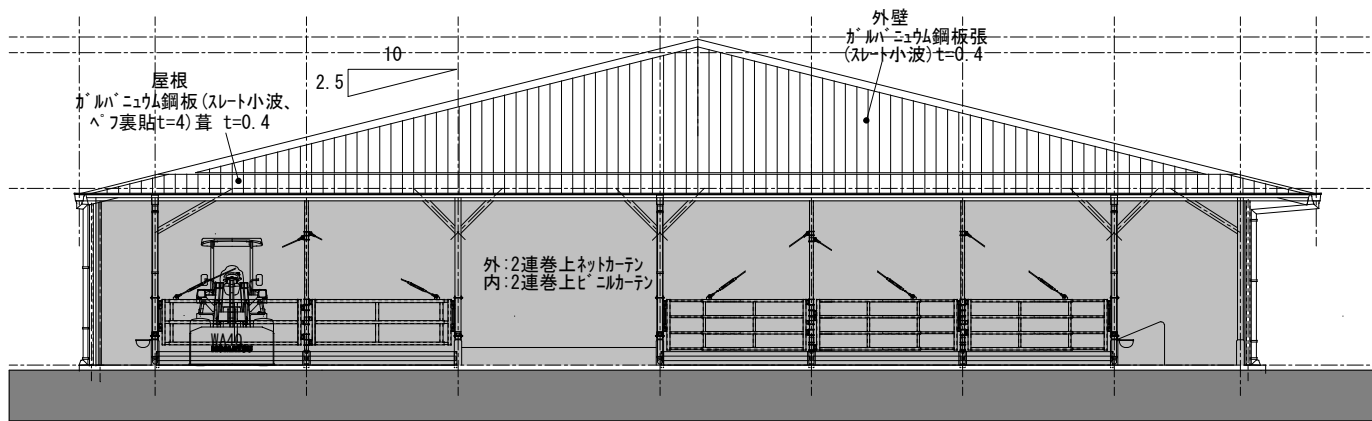 外壁
ガルバニュウム鋼板張
(スレート小波)t=0.4
10
2.5
屋根
ガルバニュウム鋼板(スレート小波、
ペフ裏貼t=4)葺 t=0.4
外:2連巻上ネットカーテン
内:2連巻上ビニルカーテン
WA40